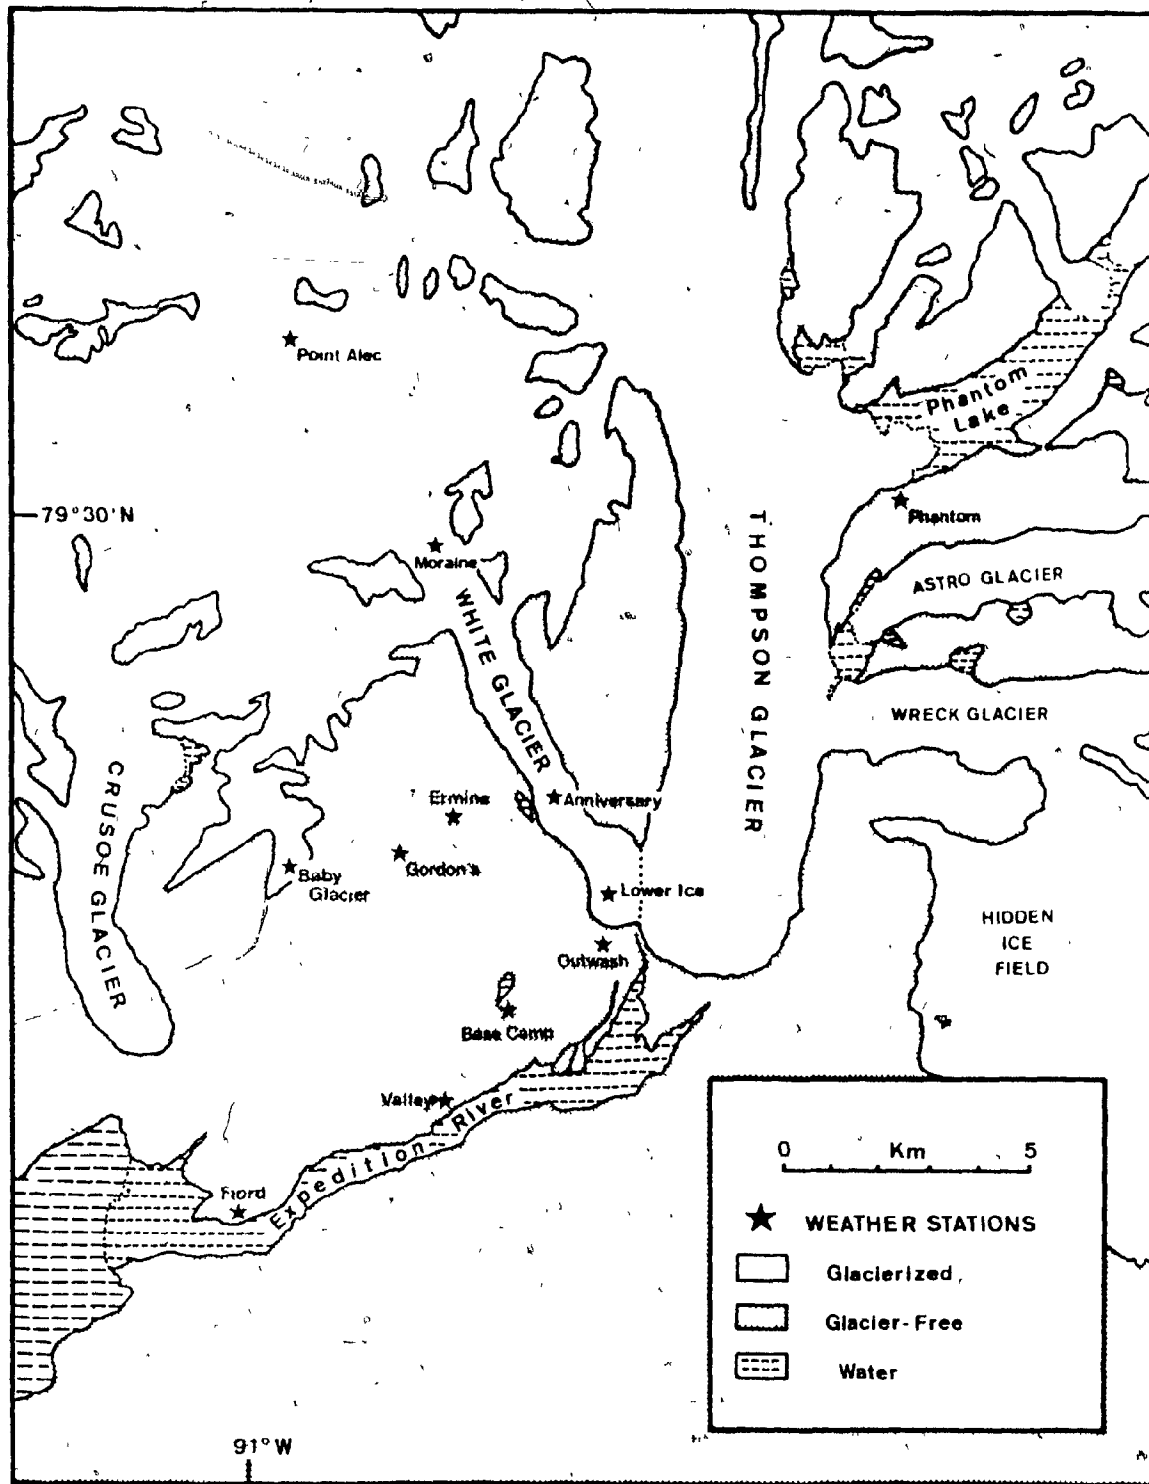 Point Alec
Phantom
Lake
79°30'N
Phantom
Moraine
ASTRO GLACIER
WHITE GLACIER
THOMPSON GLACIER
WRECK GLACIER
CRUSOE GLACIER
Ermine
Anniversary
Gordon's
Baby
Glacier
Lower Ice
HIDDEN
ICE
FIELD
Outwash
Base Camp
Valley
Expedition River
Fiord
0 Km 5
WEATHER STATIONS
Glacierized
Glacier-Free
Water
91°W